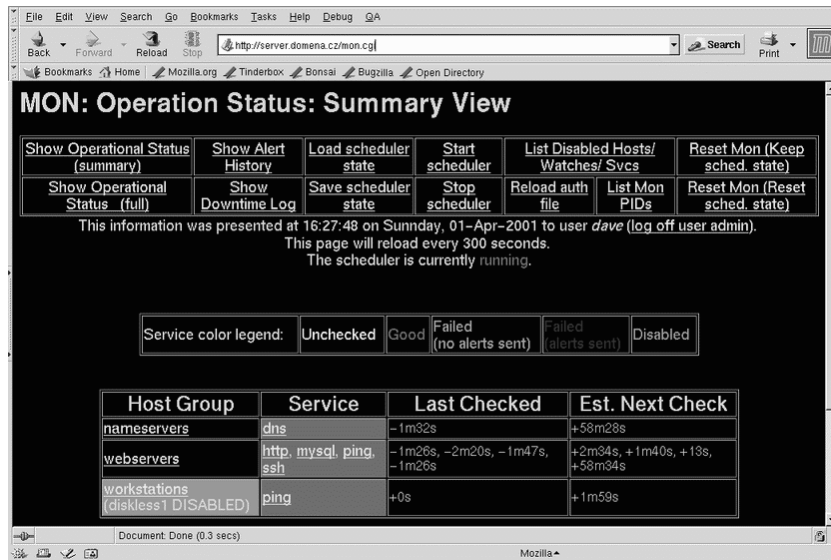 File Edit View Search Go Bookmarks Tasks Help Debug QA
Back Forward Reload Stop http://server.domena.cz/mon.cgi Search Print
Bookmarks Home Mozilla.org Tinderbox Bonsai Bugzilla Open Directory
MON: Operation Status: Summary View
Show Operational Status (summary) Show Alert History Load scheduler state Start scheduler List Disabled Hosts/ Watches/ Svcs Reset Mon (Keep sched. state)
Show Operational Status (full) Show Downtime Log Save scheduler state Stop scheduler Reload auth file List Mon PIDs Reset Mon (Reset sched. state)
This information was presented at 16:27:48 on Sunnday, 01-Apr-2001 to user dave (log off user admin).
This page will reload every 300 seconds.
The scheduler is currently running.
Service color legend: Unchecked Good Failed (no alerts sent) Failed (alerts sent) Disabled
Host Group Service Last Checked Est. Next Check
nameservers dns -1m32s +58m28s
webservers http, mysql, ping, ssh -1m26s, -2m20s, -1m47s, -1m26s +2m34s, +1m40s, +13s, +58m34s
workstations (diskless1 DISABLED) ping +0s +1m59s
Document: Done (0.3 secs)
Mozilla